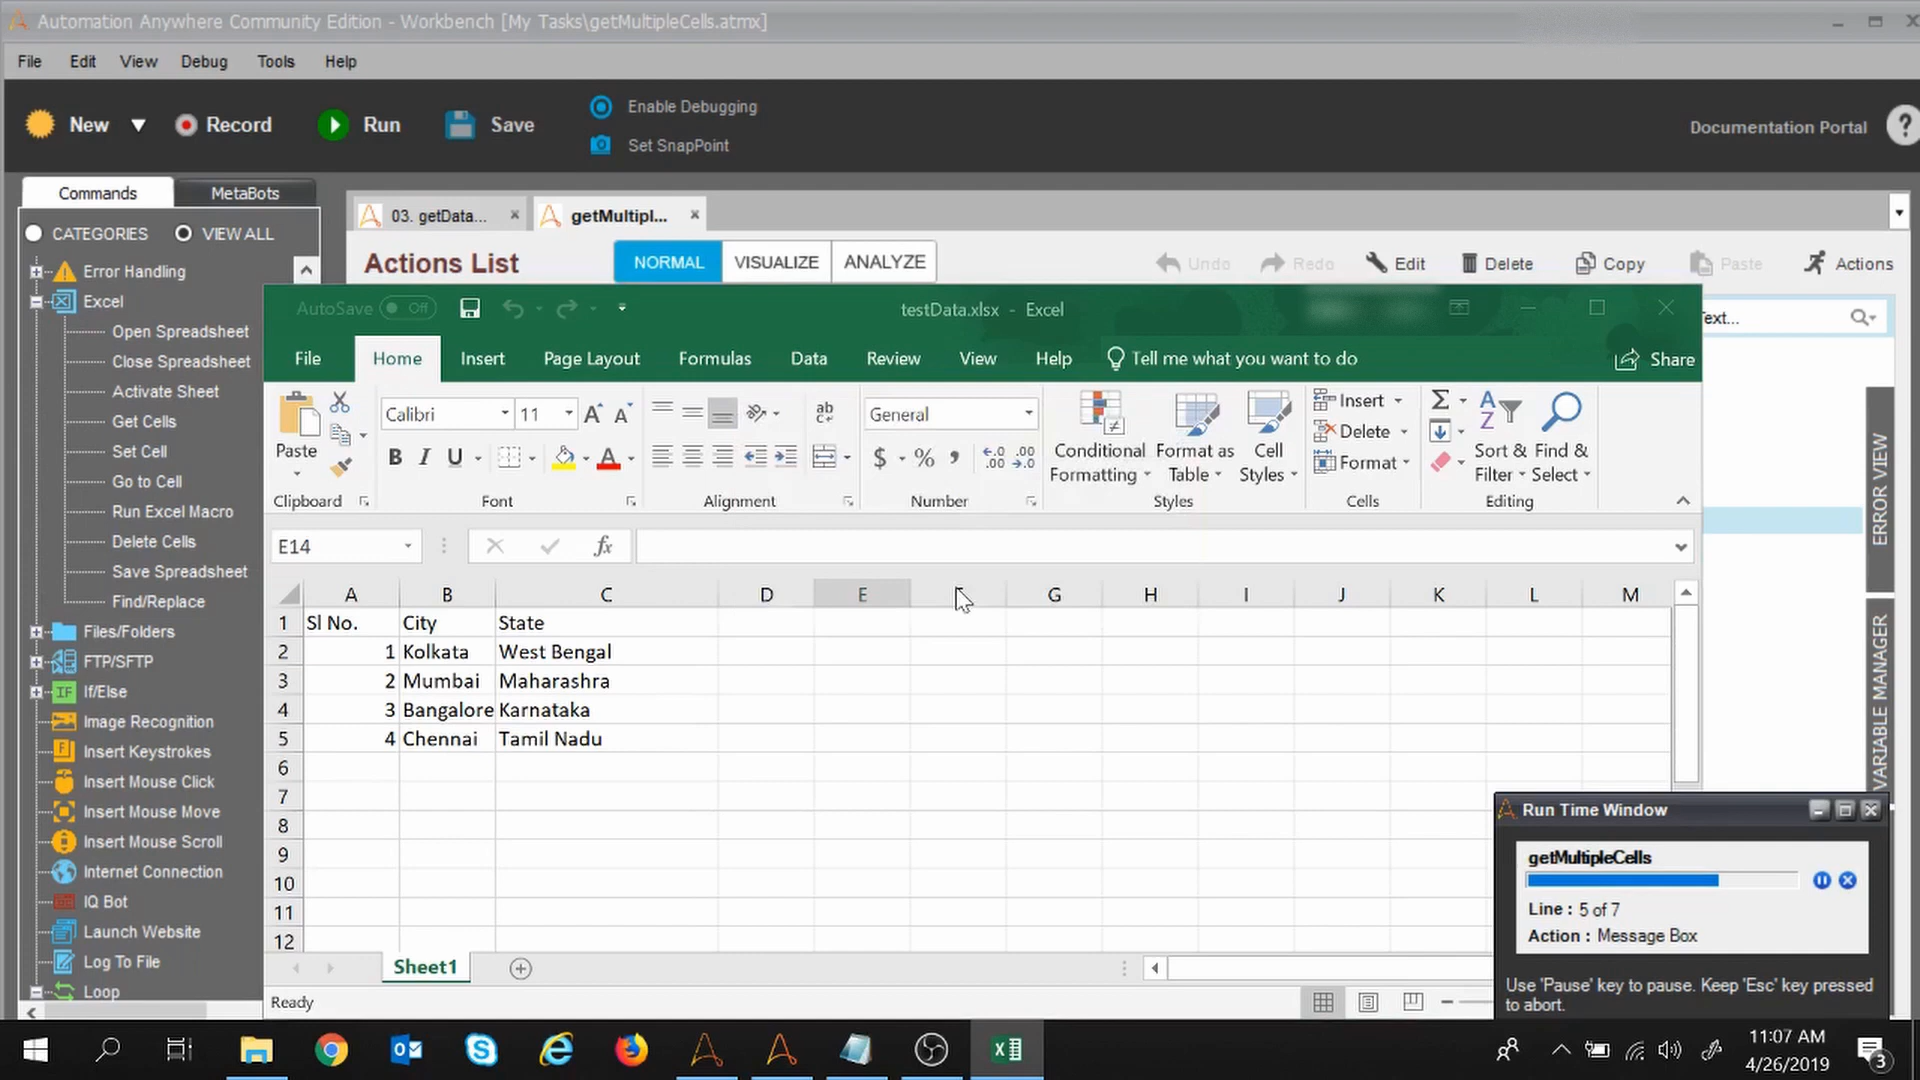 Automation Anywhere Community Edition - Workbench [My Tasks\getMultipleCells.atmx]
File Edit View Debug Tools Help
New Record Run Save
Enable Debugging
Set SnapPoint
Documentation Portal ?
Commands MetaBots
CATEGORIES VIEW ALL
Error Handling
Excel
Open Spreadsheet
Close Spreadsheet
Activate Sheet
Get Cells
Set Cell
Go to Cell
Run Excel Macro
Delete Cells
Save Spreadsheet
Find/Replace
Files/Folders
FTP/SFTP
IF If/Else
Image Recognition
Insert Keystrokes
Insert Mouse Click
Insert Mouse Move
Insert Mouse Scroll
Internet Connection
IQ Bot
Launch Website
Log To File
Loop
03. getData... getMultipl...
Actions List NORMAL VISUALIZE ANALYZE Undo Redo Edit Delete Copy Paste Actions
ext...
ERROR VIEW
VARIABLE MANAGER
AutoSave Off testData.xlsx - Excel
File Home Insert Page Layout Formulas Data Review View Help Tell me what you want to do Share
Paste
Clipboard
Calibri 11
B I U
Font
ab
Alignment
General
$ % ,
Number
Conditional Formatting
Format as Table
Cell Styles
Styles
Insert
Delete
Format
Cells
Sort & Filter
Find & Select
Editing
E14 fx
A B C D E G H I J K L M
1 Sl No. City State
2 1 Kolkata West Bengal
3 2 Mumbai Maharashra
4 3 Bangalore Karnataka
5 4 Chennai Tamil Nadu
6
7
8
9
10
11
12
Sheet1
Ready
Run Time Window
getMultipleCells
Line : 5 of 7
Action : Message Box
Use 'Pause' key to pause. Keep 'Esc' key pressed
to abort.
11:07 AM
4/26/2019
3